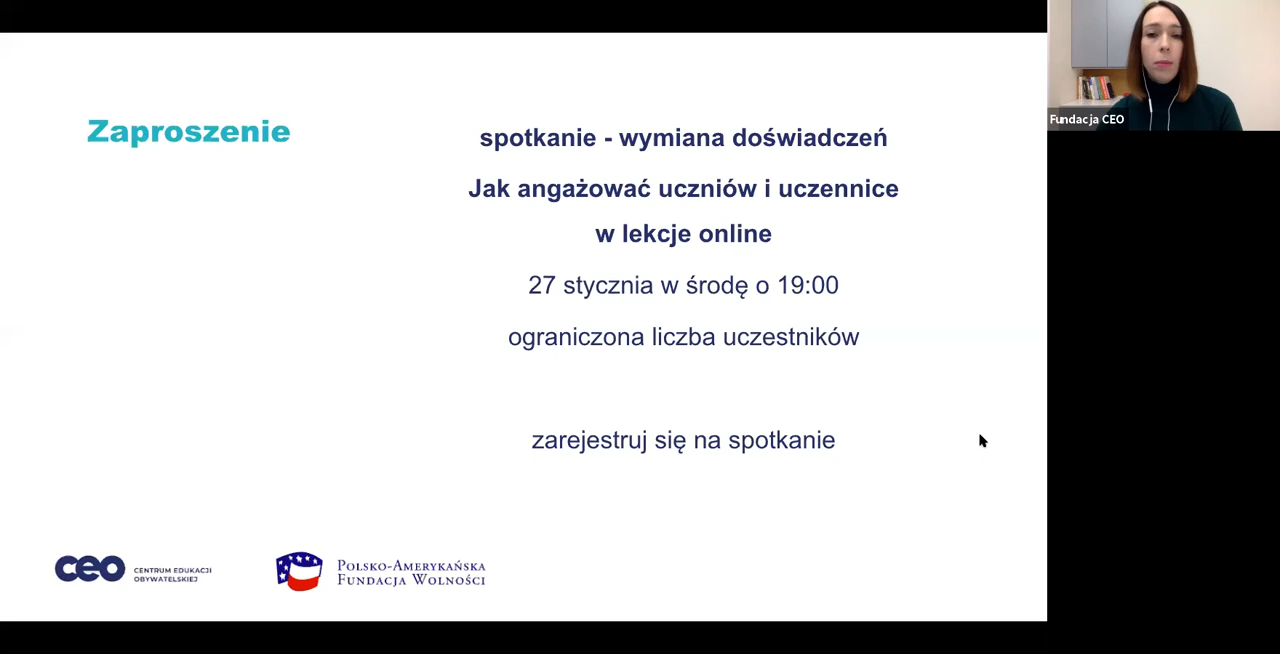 Zaproszenie
spotkanie - wymiana doświadczeń
Jak angażować uczniów i uczennice
w lekcje online
27 stycznia w środę o 19:00
ograniczona liczba uczestników
zarejestruj się na spotkanie
ceo CENTRUM EDUKACJI
OBYWATELSKIEJ
POLSKO-AMERYKAŃSKA
FUNDACJA WOLNOŚCI
Fundacja CEO